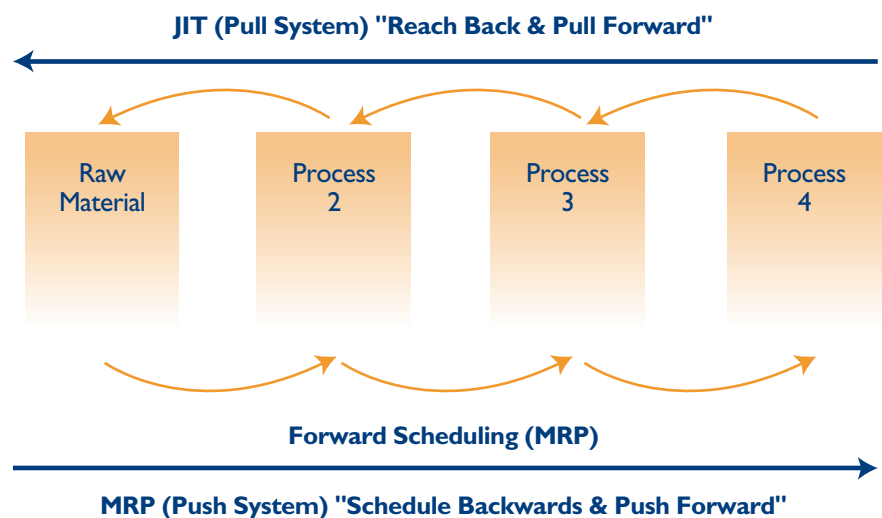 JIT (Pull System) "Reach Back & Pull Forward"
Raw
Material
Process
2
Process
3
Process
4
Forward Scheduling (MRP)
MRP (Push System) "Schedule Backwards & Push Forward"